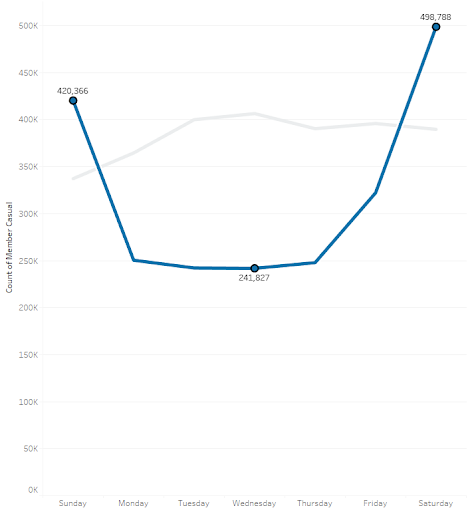 498,788
500K
450K
420,366
400K
350K
300K
250K
241,827
200K
150K
100K
50K
0K
Count of Member Casual
Sunday Monday Tuesday Wednesday Thursday Friday Saturday